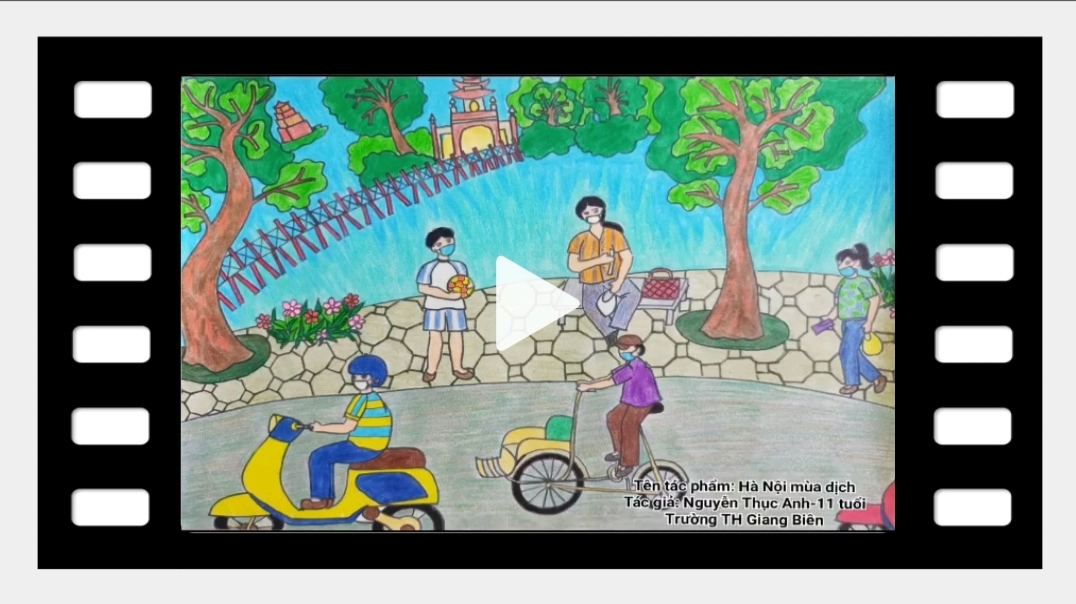 Tên tác phẩm: Hà Nội mùa dịch
Tác giả: Nguyễn Thục Anh-11 tuổi
Trường TH Giang Biên